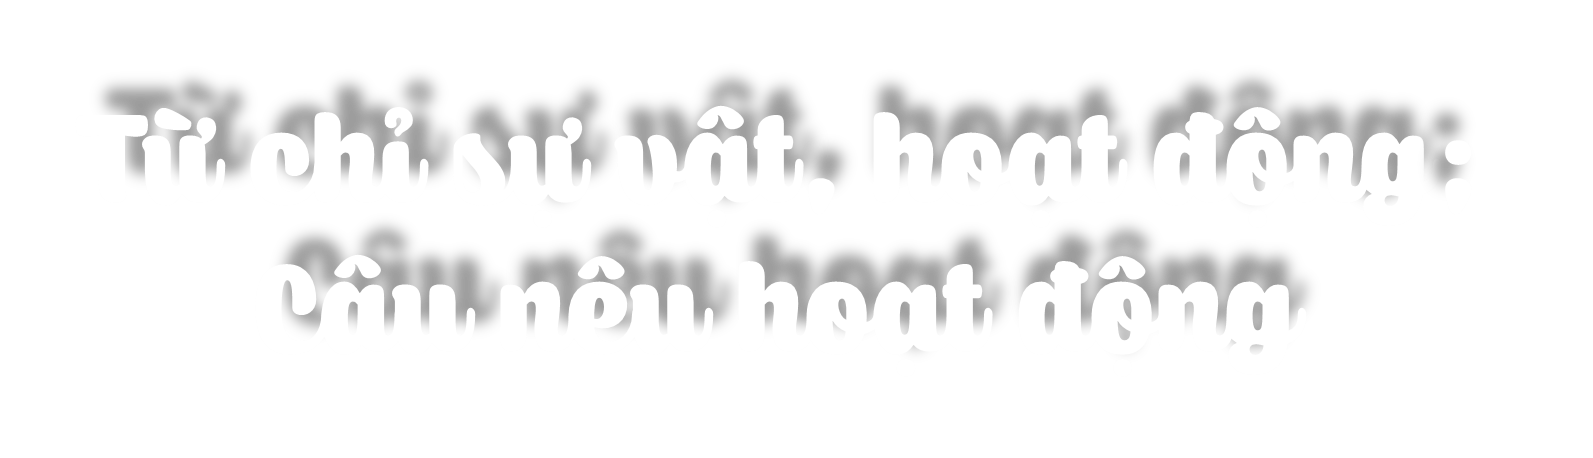 Từ chỉ sự vật, hoạt động;
Câu nêu hoạt động